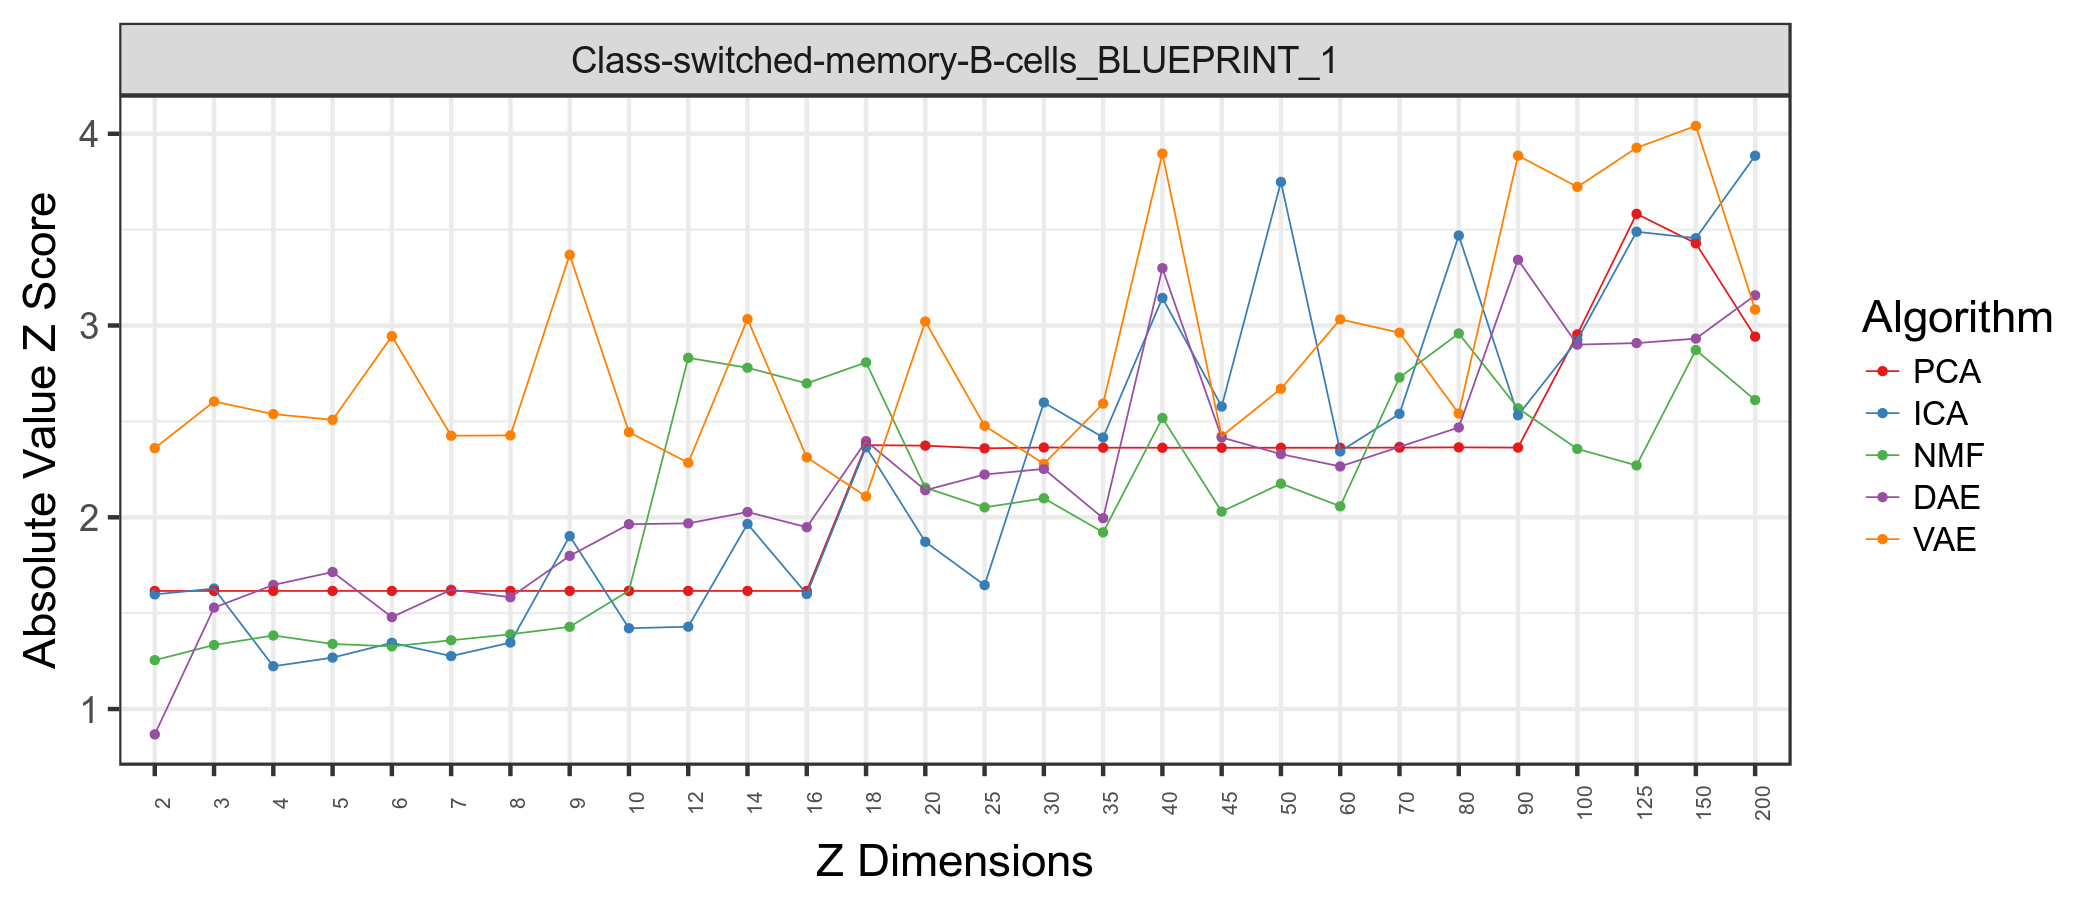 Class-switched-memory-B-cells_BLUEPRINT_1
Absolute Value Z Score
4
3
2
1
2 3 4 5 6 7 8 9 10 12 14 16 18 20 25 30 35 40 45 50 60 70 80 90 100 125 150 200
Z Dimensions
Algorithm
PCA
ICA
NMF
DAE
VAE